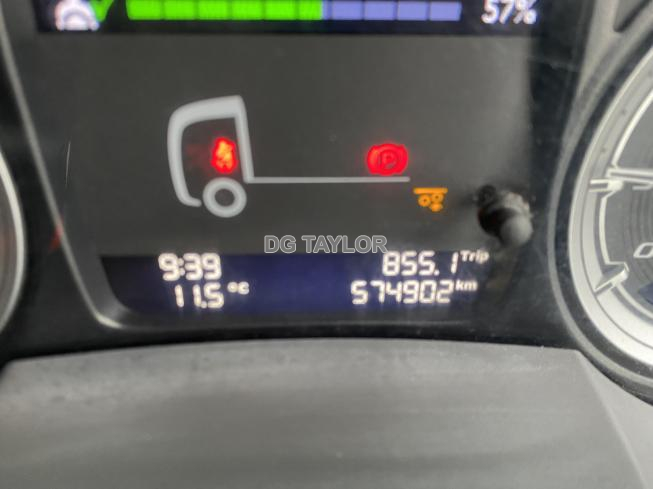 57%
P
DG TAYLOR
9:39 855.1 Trip
11.5 °C 574902 km